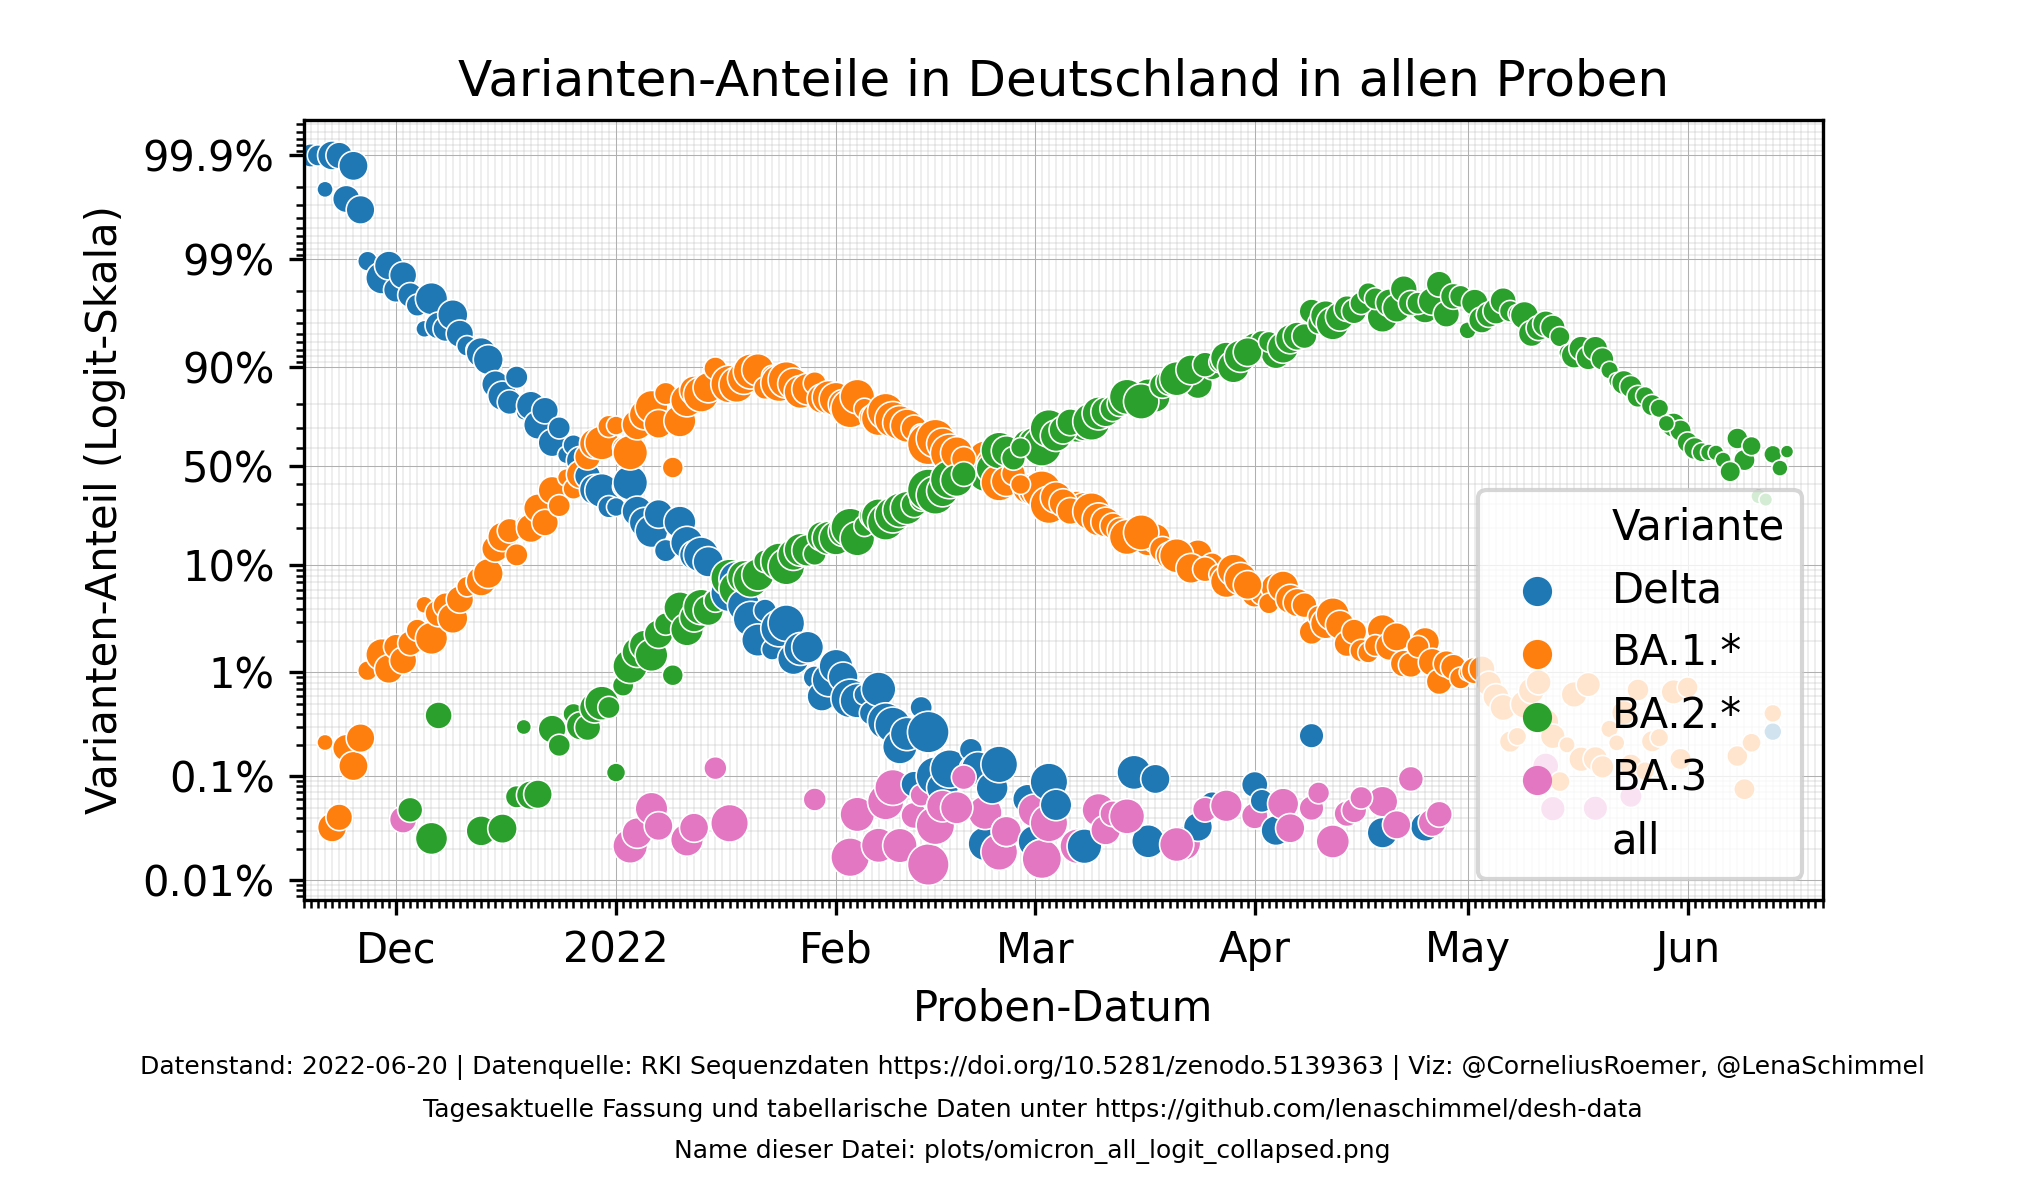 Varianten-Anteile in Deutschland in allen Proben
Varianten-Anteil (Logit-Skala)
99.9%
99%
90%
50%
10%
1%
0.1%
0.01%
Variante
Delta
BA.1.*
BA.2.*
BA.3
all
Dec
2022
Feb
Mar
Apr
May
Jun
Proben-Datum
Datenstand: 2022-06-20 | Datenquelle: RKI Sequenzdaten https://doi.org/10.5281/zenodo.5139363 | Viz: @CorneliusRoemer, @LenaSchimmel
Tagesaktuelle Fassung und tabellarische Daten unter https://github.com/lenaschimmel/desh-data
Name dieser Datei: plots/omicron_all_logit_collapsed.png